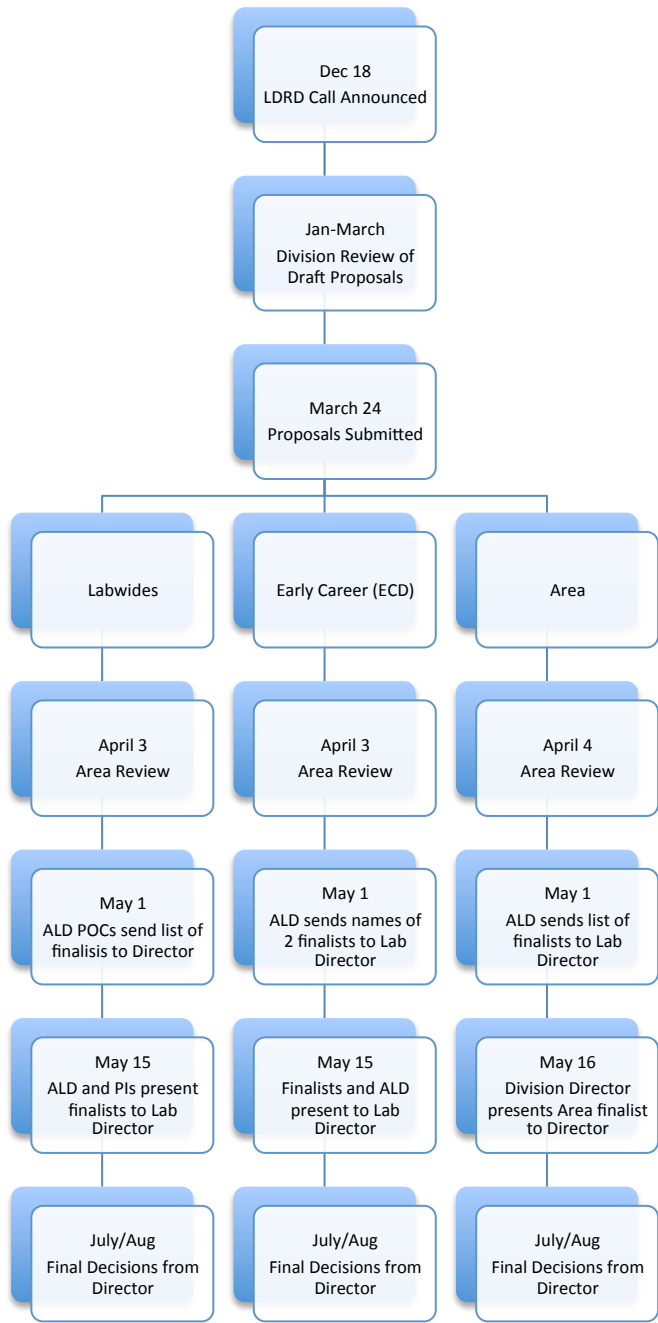 Dec 18
LDRD Call Announced
Jan-March
Division Review of
Draft Proposals
March 24
Proposals Submitted
Labwides
Early Career (ECD)
Area
April 3
Area Review
April 3
Area Review
April 4
Area Review
May 1
ALD POCs send list of
finalisis to Director
May 1
ALD sends names of
2 finalists to Lab
Director
May 1
ALD sends list of
finalists to Lab
Director
May 15
ALD and PIs present
finalists to Lab
Director
May 15
Finalists and ALD
present to Lab
Director
May 16
Division Director
presents Area finalist
to Director
July/Aug
Final Decisions from
Director
July/Aug
Final Decisions from
Director
July/Aug
Final Decisions from
Director